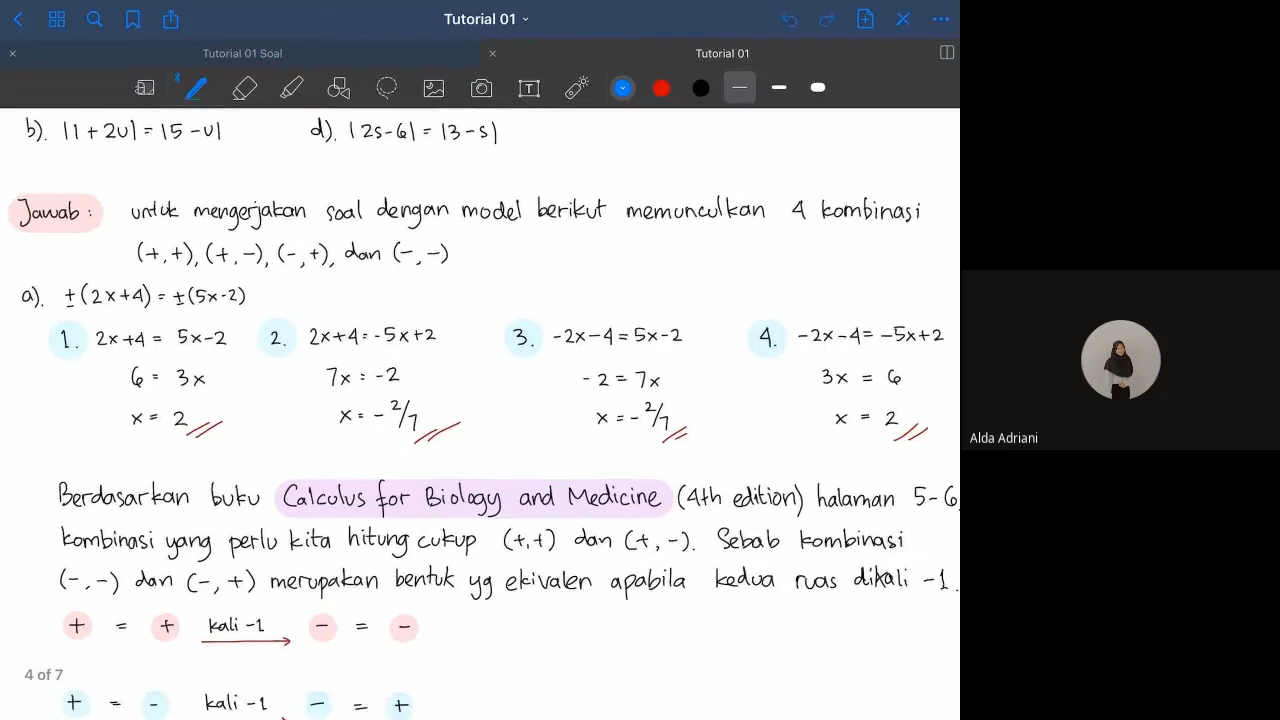 Tutorial 01
Tutorial 01 Soal
Tutorial 01
b). |1 + 2u| = |5 - u| d). |2s-6| = |3-s|
Jawab : untuk mengerjakan soal dengan model berikut memunculkan 4 kombinasi
(+,+), (+,-), (-,+), dan (-,-)
a). ±(2x+4) = ±(5x-2)
1. 2x+4 = 5x-2 2. 2x+4 = -5x+2 3. -2x-4 = 5x-2 4. -2x-4 = -5x+2
6 = 3x 7x = -2 -2 = 7x 3x = 6
x = 2 x = -2/7 x = -2/7 x = 2
Berdasarkan buku Calculus for Biology and Medicine (4th edition) halaman 5-6,
kombinasi yang perlu kita hitung cukup (+,+) dan (+,-). Sebab kombinasi
(-,-) dan (-,+) merupakan bentuk yg ekivalen apabila kedua ruas dikali -1.
+ = + kali -1 - = -
4 of 7
+ = - kali -1 - = +
Alda Adriani